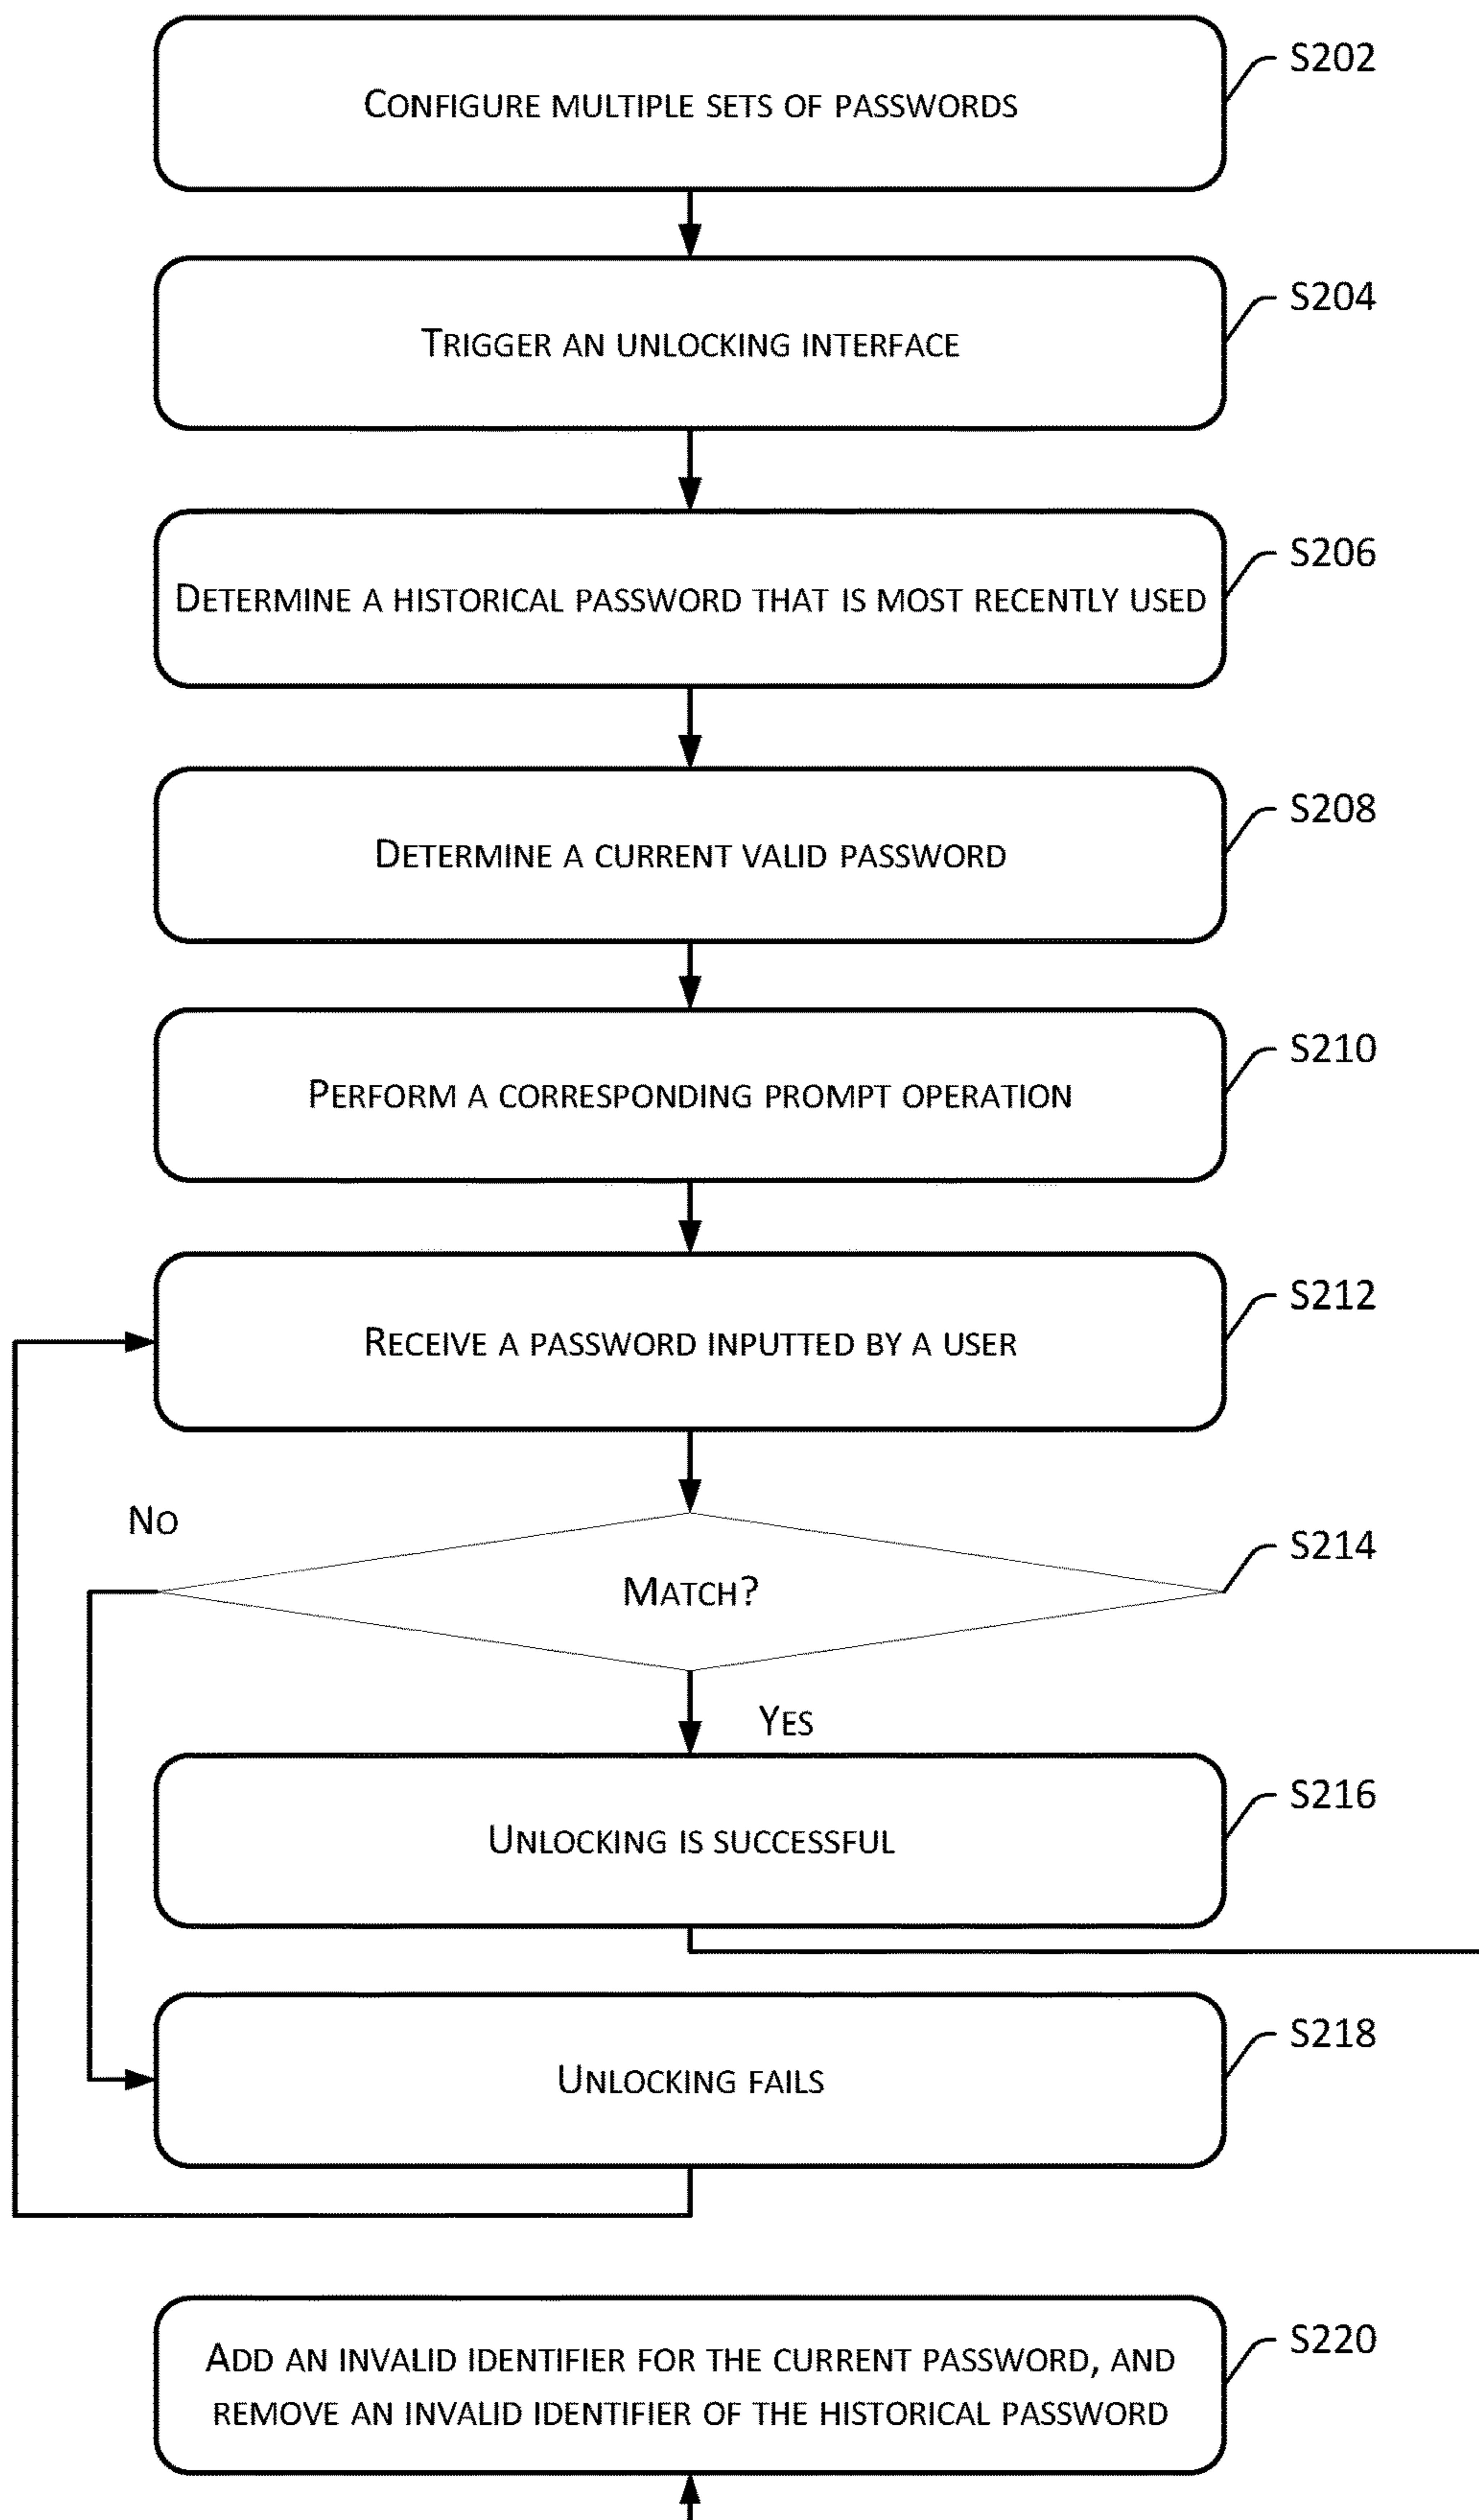 CONFIGURE MULTIPLE SETS OF PASSWORDS
S202
TRIGGER AN UNLOCKING INTERFACE
S204
DETERMINE A HISTORICAL PASSWORD THAT IS MOST RECENTLY USED
S206
DETERMINE A CURRENT VALID PASSWORD
S208
PERFORM A CORRESPONDING PROMPT OPERATION
S210
RECEIVE A PASSWORD INPUTTED BY A USER
S212
NO
MATCH?
S214
YES
UNLOCKING IS SUCCESSFUL
S216
UNLOCKING FAILS
S218
ADD AN INVALID IDENTIFIER FOR THE CURRENT PASSWORD, AND
REMOVE AN INVALID IDENTIFIER OF THE HISTORICAL PASSWORD
S220